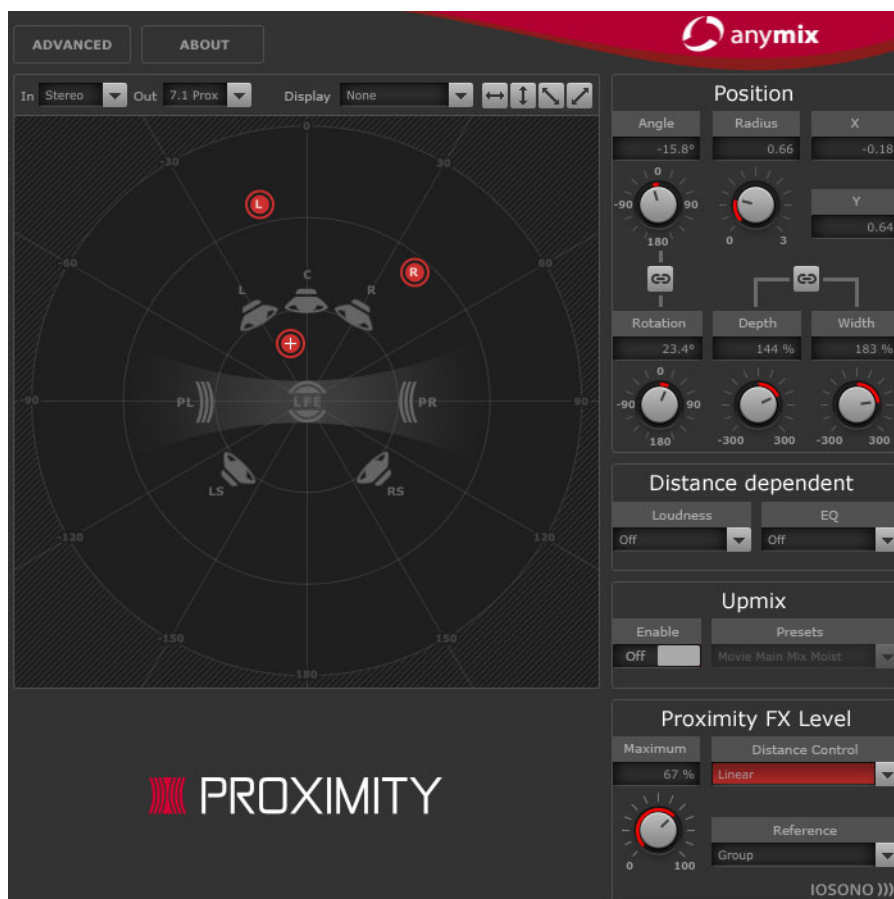 ADVANCED ABOUT
anymix
In Stereo Out 7.1 Prox Display None
0
-30 30
-60 60
-90 90
-120 120
-150 150
-180
L
R
C
L R
PL LFE PR
LS RS
Position
Angle Radius X
-15.8° 0.66 -0.18
0
-90 90
180
0 3
Y
0.64
Rotation Depth Width
23.4° 144 % 183 %
0
-90 90
180
-300 300
-300 300
Distance dependent
Loudness EQ
Off Off
Upmix
Enable Presets
Off Movie Main Mix Moist
Proximity FX Level
Maximum Distance Control
67 % Linear
0 100
Reference
Group
IOSONO
PROXIMITY